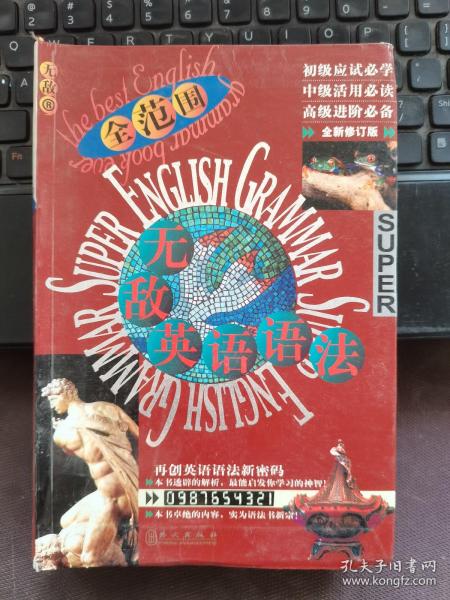 无敌®
The best English
grammar book ever
全范围
初级应试必学
中级活用必读
高级进阶必备
全新修订版
SUPER ENGLISH GRAMMAR SUPER ENGLISH GRAMMAR
SUPER
无敌英语语法
再创英语语法新密码
本书透辟的解析，最能启发你学习的神智！
0987654321
本书卓绝的内容，实为语法书新宗！
外文出版社
孔夫子旧书网
www.kongfz.com